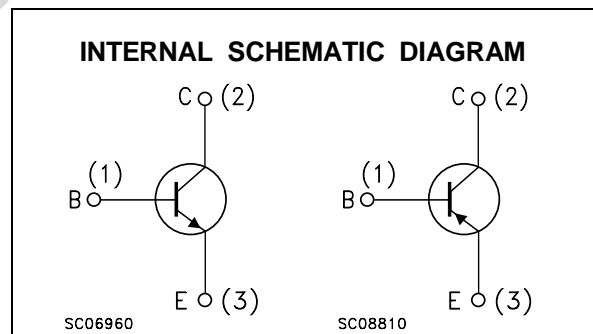 INTERNAL SCHEMATIC DIAGRAM
C (2)
(1)
B
E (3)
SC06960
C (2)
(1)
B
E (3)
SC08810